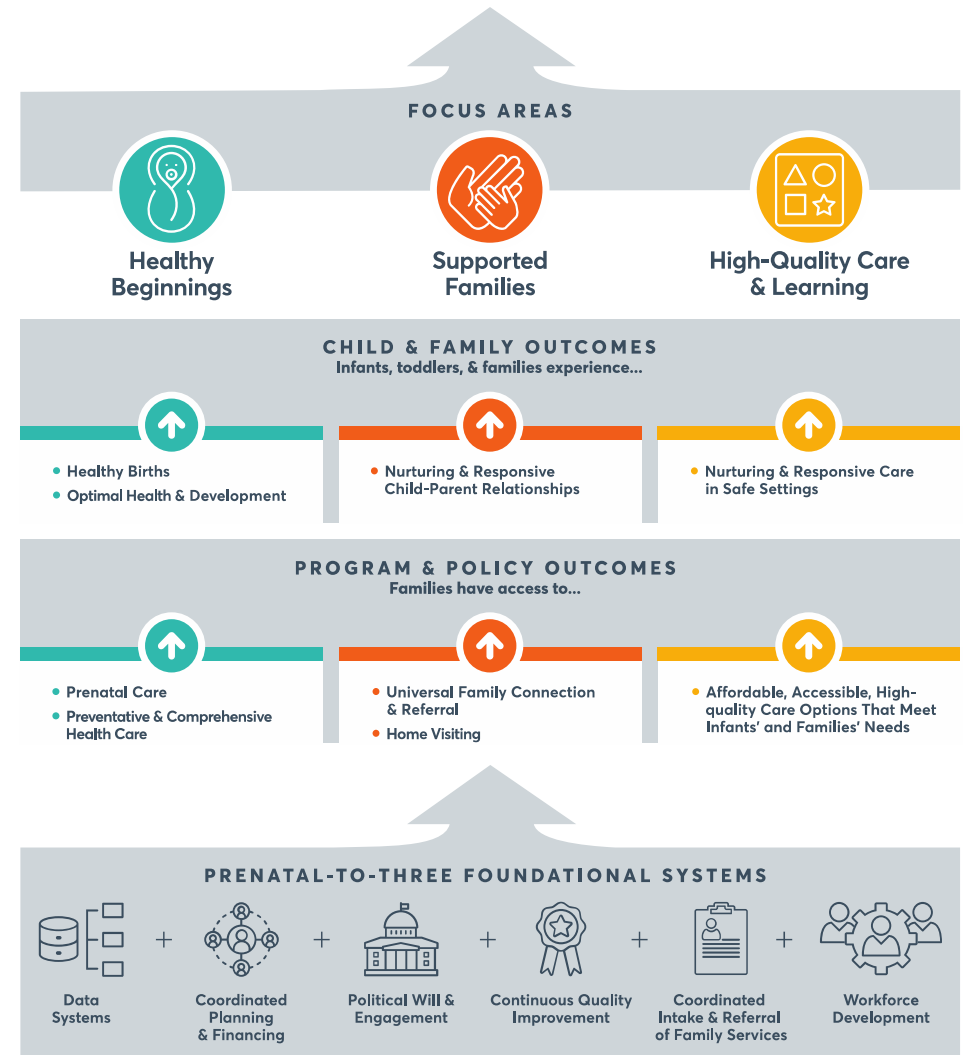 FOCUS AREAS
Healthy
Beginnings
Supported
Families
High-Quality Care
& Learning
CHILD & FAMILY OUTCOMES
Infants, toddlers, & families experience...
• Healthy Births
• Optimal Health & Development
• Nurturing & Responsive
Child-Parent Relationships
• Nurturing & Responsive Care
in Safe Settings
PROGRAM & POLICY OUTCOMES
Families have access to...
• Prenatal Care
• Preventative & Comprehensive
Health Care
• Universal Family Connection
& Referral
• Home Visiting
• Affordable, Accessible, High-
quality Care Options That Meet
Infants' and Families' Needs
PRENATAL-TO-THREE FOUNDATIONAL SYSTEMS
Data
Systems
+
Coordinated
Planning
& Financing
+
Political Will &
Engagement
+
Continuous Quality
Improvement
+
Coordinated
Intake & Referral
of Family Services
+
Workforce
Development